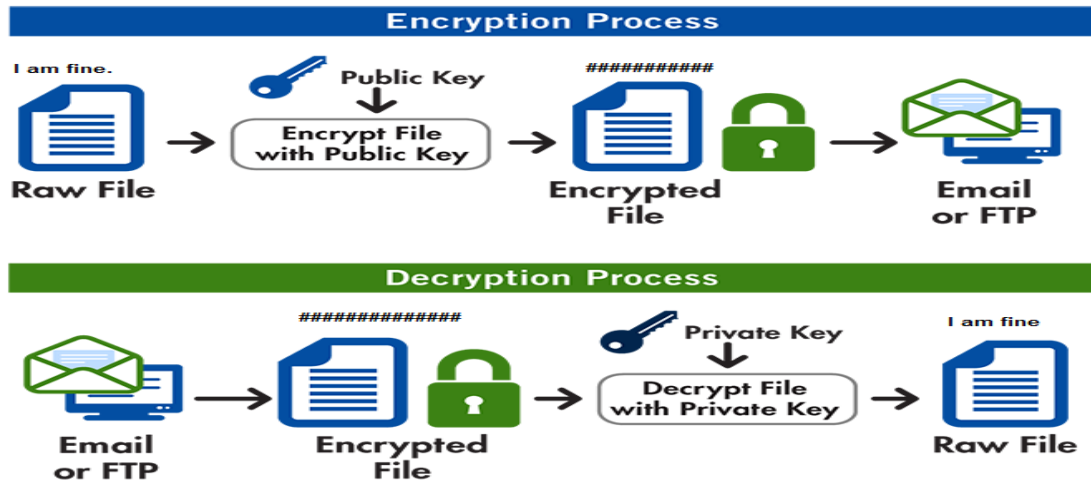 Encryption Process
I am fine.
###########
Public Key
Encrypt File
with Public Key
Raw File
Encrypted
File
Email
or FTP
Decryption Process
##############
I am fine
Private Key
Decrypt File
with Private Key
Email
or FTP
Encrypted
File
Raw File